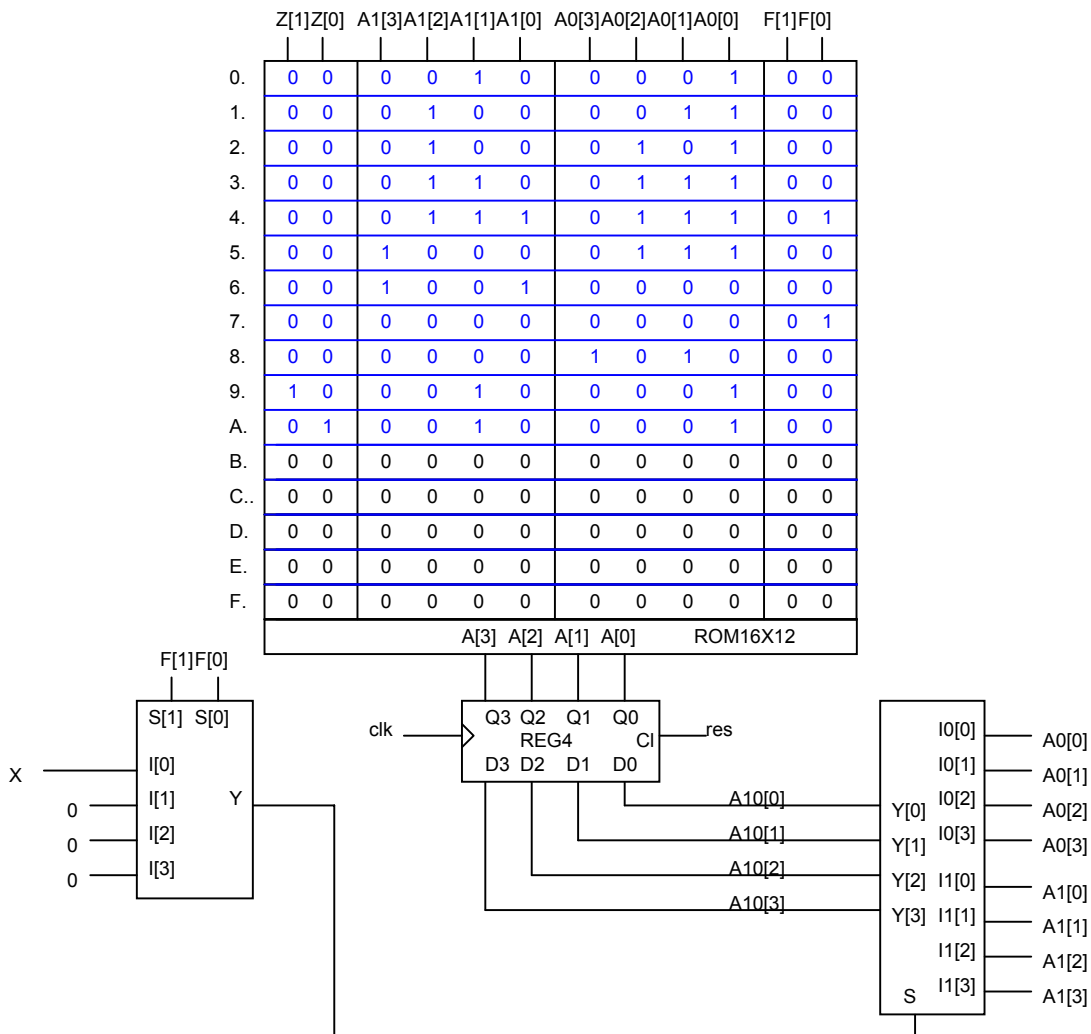 Z[1]Z[0] A1[3]A1[2]A1[1]A1[0] A0[3]A0[2]A0[1]A0[0] F[1]F[0]
0. 0 0 0 0 1 0 0 0 0 1 0 0
1. 0 0 0 1 0 0 0 0 1 1 0 0
2. 0 0 0 1 0 0 0 1 0 1 0 0
3. 0 0 0 1 1 0 0 1 1 1 0 0
4. 0 0 0 1 1 1 0 1 1 1 0 1
5. 0 0 1 0 0 0 0 1 1 1 0 0
6. 0 0 1 0 0 1 0 0 0 0 0 0
7. 0 0 0 0 0 0 0 0 0 0 0 1
8. 0 0 0 0 0 0 1 0 1 0 0 0
9. 1 0 0 0 1 0 0 0 0 1 0 0
A. 0 1 0 0 1 0 0 0 0 1 0 0
B. 0 0 0 0 0 0 0 0 0 0 0 0
C.. 0 0 0 0 0 0 0 0 0 0 0 0
D. 0 0 0 0 0 0 0 0 0 0 0 0
E. 0 0 0 0 0 0 0 0 0 0 0 0
F. 0 0 0 0 0 0 0 0 0 0 0 0
A[3] A[2] A[1] A[0] ROM16X12
F[1]F[0]
S[1] S[0]
X I[0]
0 I[1] Y
0 I[2]
0 I[3]
clk Q3 Q2 Q1 Q0 res
REG4 Cl
D3 D2 D1 D0
A10[0]
A10[1]
A10[2]
A10[3]
I0[0] A0[0]
I0[1] A0[1]
Y[0] I0[2] A0[2]
Y[1] I0[3] A0[3]
Y[2] I1[0] A1[0]
Y[3] I1[1] A1[1]
I1[2] A1[2]
S I1[3] A1[3]